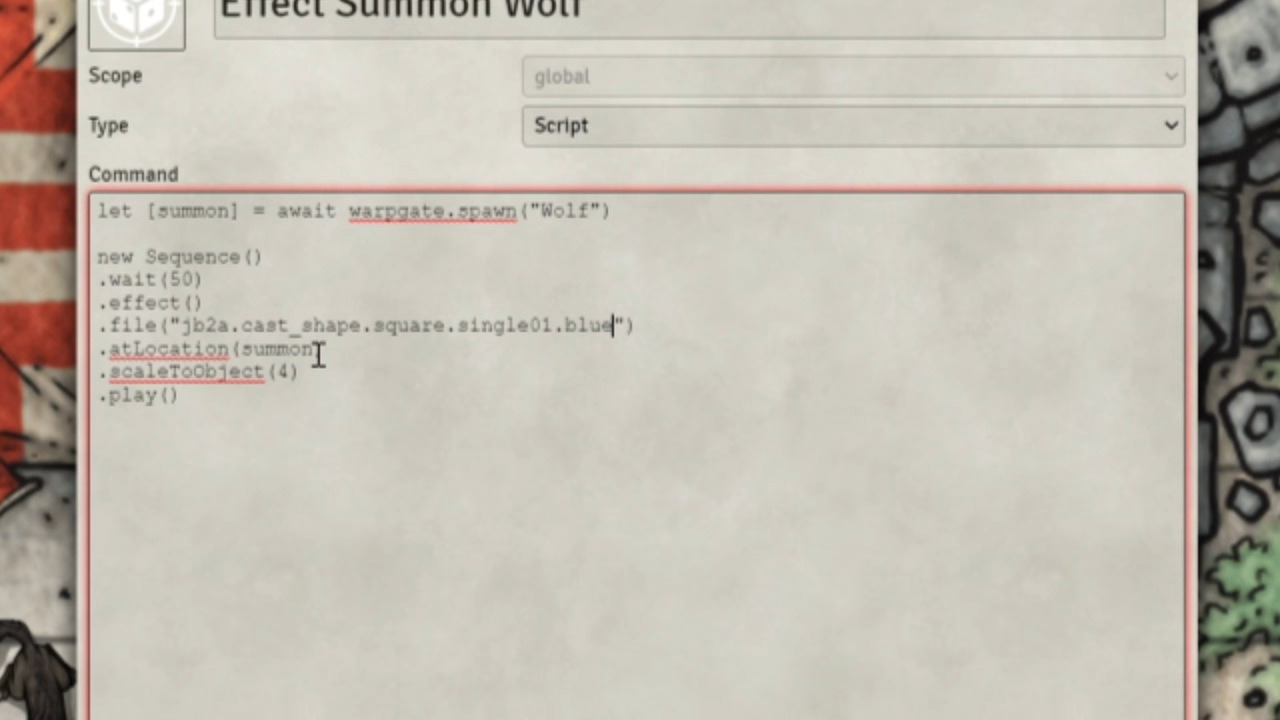 Effect Summon Wolf
Scope
global
Type
Script
Command
let [summon] = await warpgate.spawn("Wolf")
new Sequence()
.wait(50)
.effect()
.file("jb2a.cast_shape.square.single01.blue")
.atLocation(summon)
.scaleToObject(4)
.play()